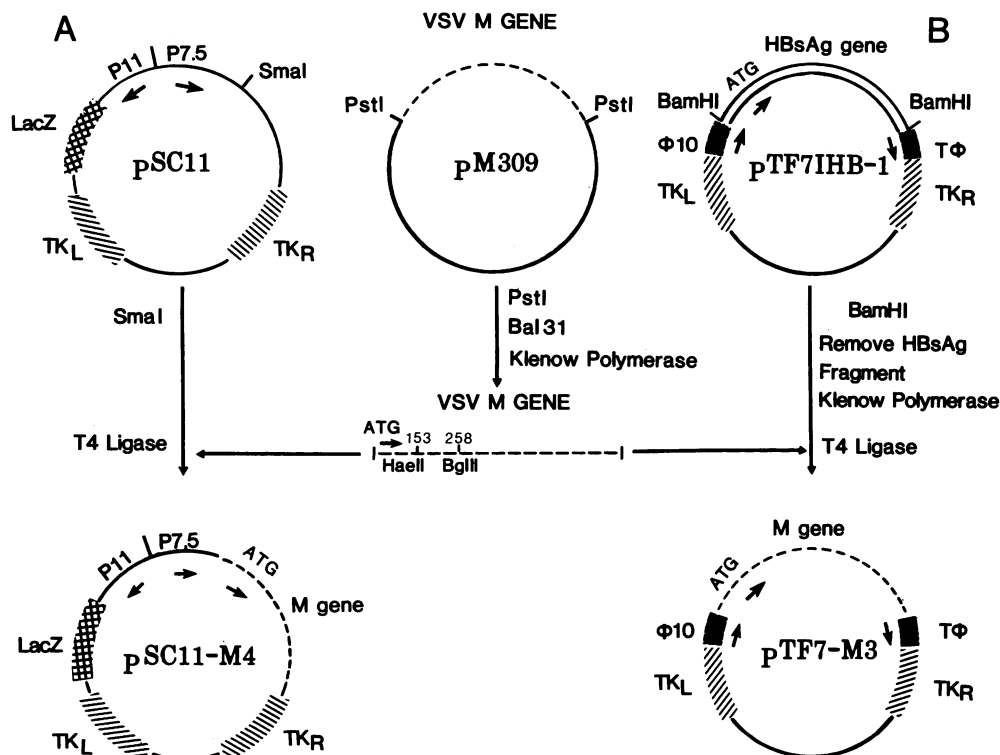 A
P11
P7.5
SmaI
LacZ
pSC11
TKL
TKR
SmaI
T4 Ligase
VSV M GENE
PstI
PstI
pM309
PstI
Bal 31
Klenow Polymerase
VSV M GENE
ATG
153
258
HaeII
BglII
B
HBsAg gene
ATG
BamHI
BamHI
Φ10
TΦ
pTF7IHB-1
TKL
TKR
BamHI
Remove HBsAg
Fragment
Klenow Polymerase
T4 Ligase
P11
P7.5
ATG
M gene
LacZ
pSC11-M4
TKL
TKR
M gene
ATG
Φ10
TΦ
pTF7-M3
TKL
TKR